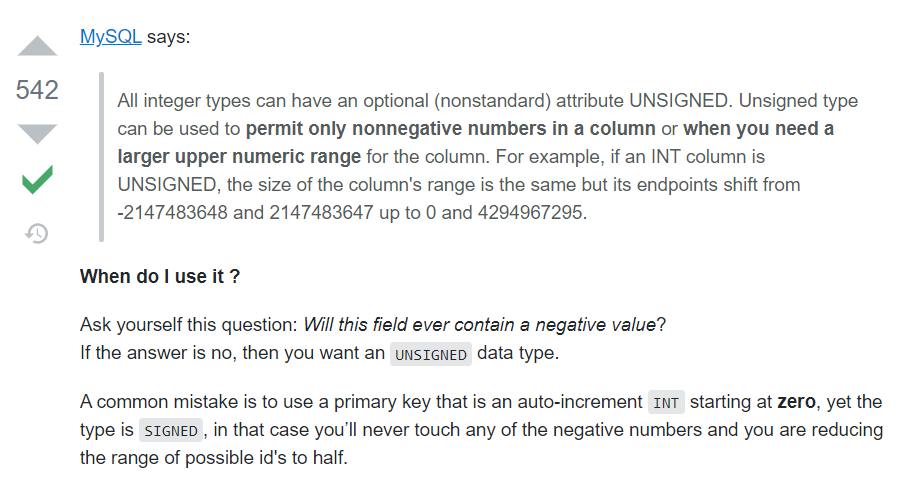 MySQL says:
542
All integer types can have an optional (nonstandard) attribute UNSIGNED. Unsigned type
can be used to permit only nonnegative numbers in a column or when you need a
larger upper numeric range for the column. For example, if an INT column is
UNSIGNED, the size of the column's range is the same but its endpoints shift from
-2147483648 and 2147483647 up to 0 and 4294967295.
When do I use it ?
Ask yourself this question: Will this field ever contain a negative value?
If the answer is no, then you want an UNSIGNED data type.
A common mistake is to use a primary key that is an auto-increment INT starting at zero, yet the
type is SIGNED, in that case you’ll never touch any of the negative numbers and you are reducing
the range of possible id's to half.